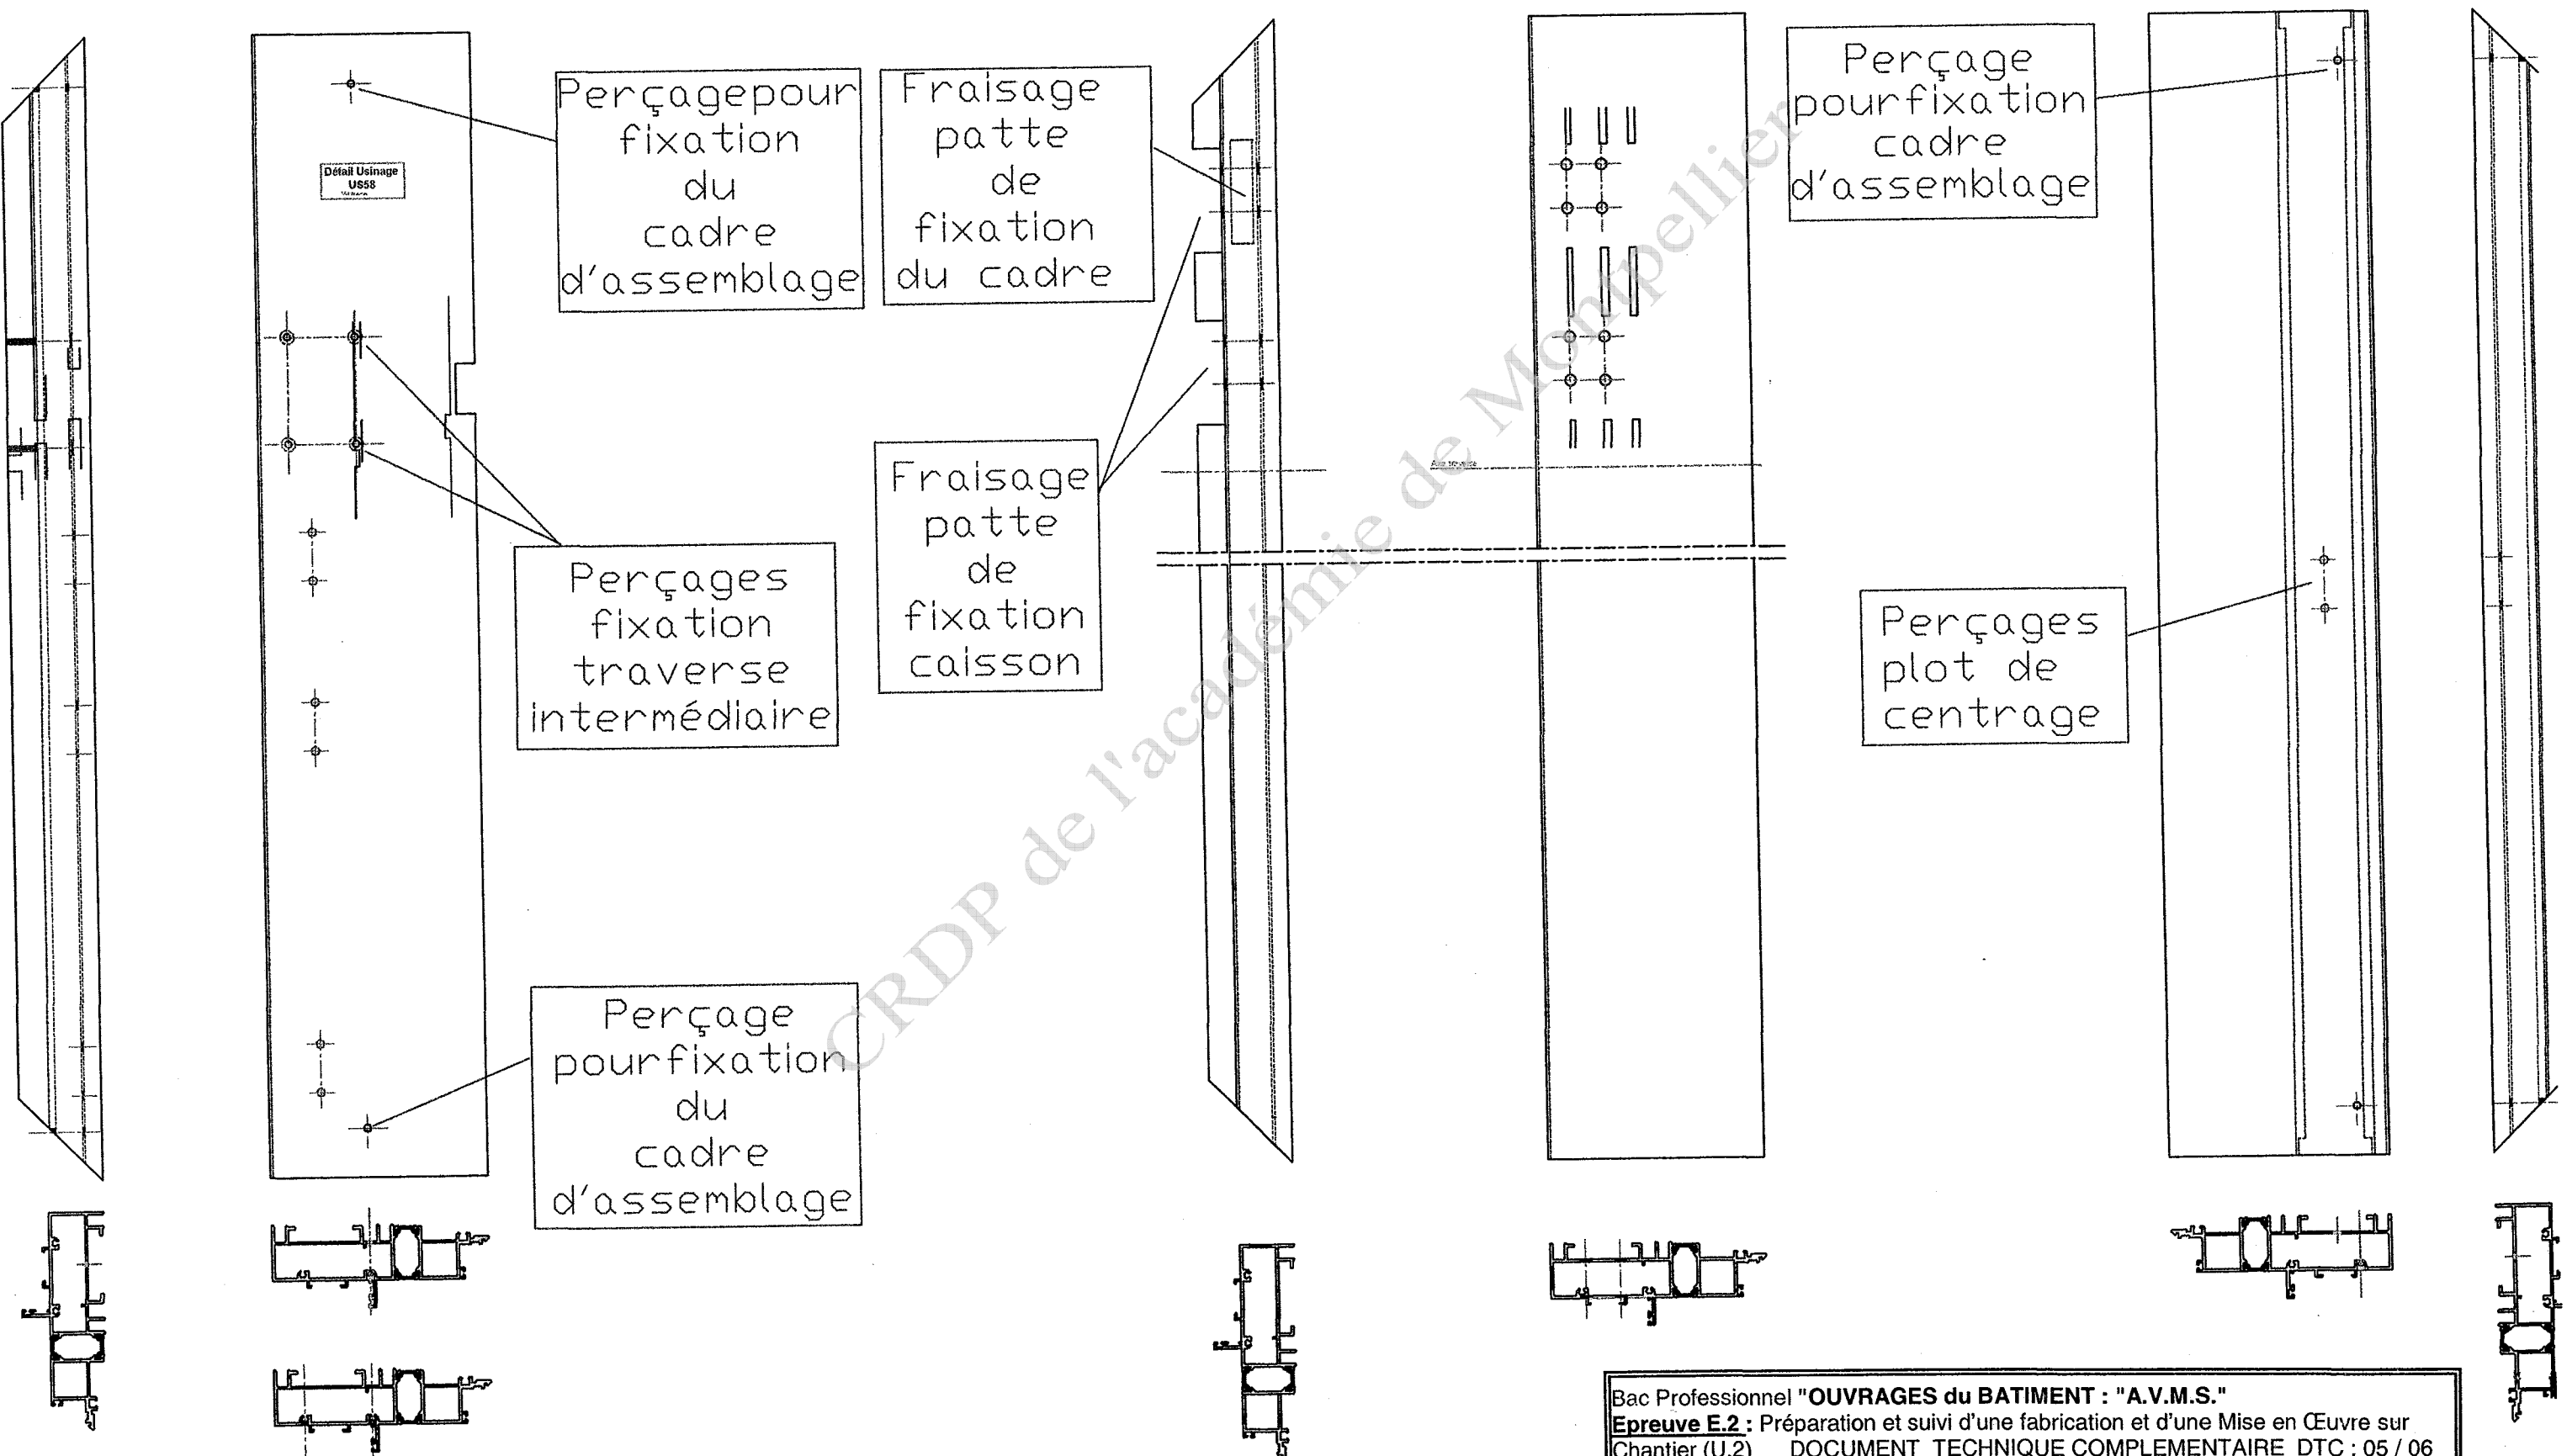 Perçagepour
fixation
du
cadre
d'assemblage
Fraisage
patte
de
fixation
du cadre
Perçage
pourfixation
cadre
d'assemblage
Détail Usinage
US58
Fraisage
patte
de
fixation
caisson
Perçages
fixation
traverse
intermédiaire
Perçages
plot de
centrage
Perçage
pourfixation
du
cadre
d'assemblage
CRDP de l'académie de Montpellier
Bac Professionnel "OUVRAGES du BATIMENT : "A.V.M.S."
Epreuve E.2 : Préparation et suivi d'une fabrication et d'une Mise en Œuvre sur
Chantier (U.2) DOCUMENT TECHNIQUE COMPLEMENTAIRE DTC : 05 / 06